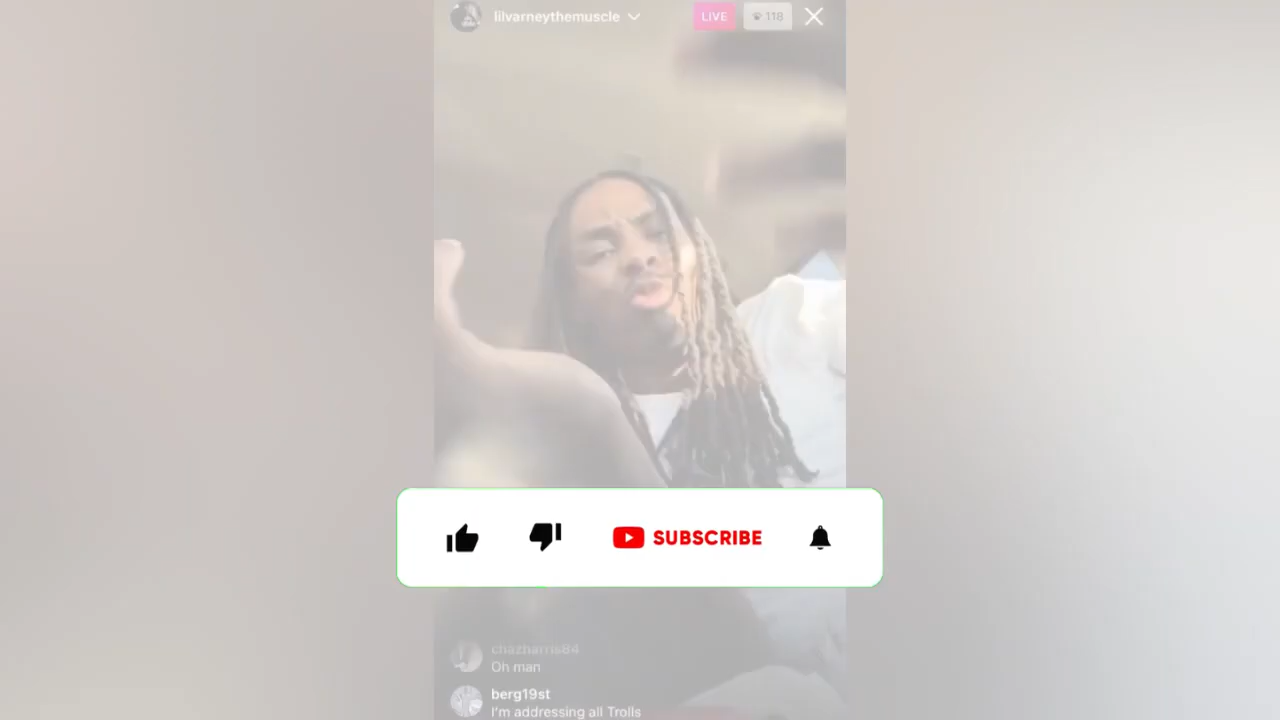 lilvarneythemuscle
LIVE
118
SUBSCRIBE
chazharris84
Oh man
berg19st
I'm addressing all Trolls